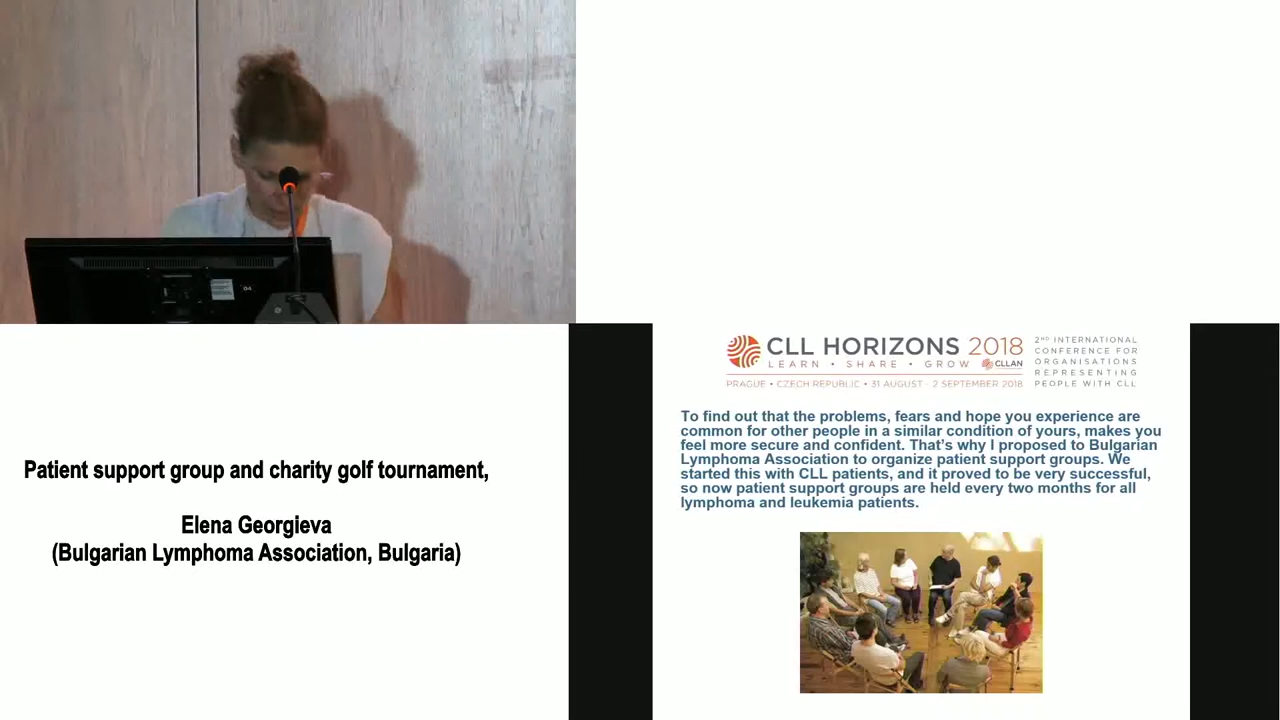 Patient support group and charity golf tournament,
Elena Georgieva
(Bulgarian Lymphoma Association, Bulgaria)
CLL HORIZONS 2018
LEARN • SHARE • GROW
CLLAN
PRAGUE • CZECH REPUBLIC • 31 AUGUST - 2 SEPTEMBER 2018
2ND INTERNATIONAL
CONFERENCE FOR
ORGANISATIONS
REPRESENTING
PEOPLE WITH CLL
To find out that the problems, fears and hope you experience are
common for other people in a similar condition of yours, makes you
feel more secure and confident. That's why I proposed to Bulgarian
Lymphoma Association to organize patient support groups. We
started this with CLL patients, and it proved to be very successful,
so now patient support groups are held every two months for all
lymphoma and leukemia patients.